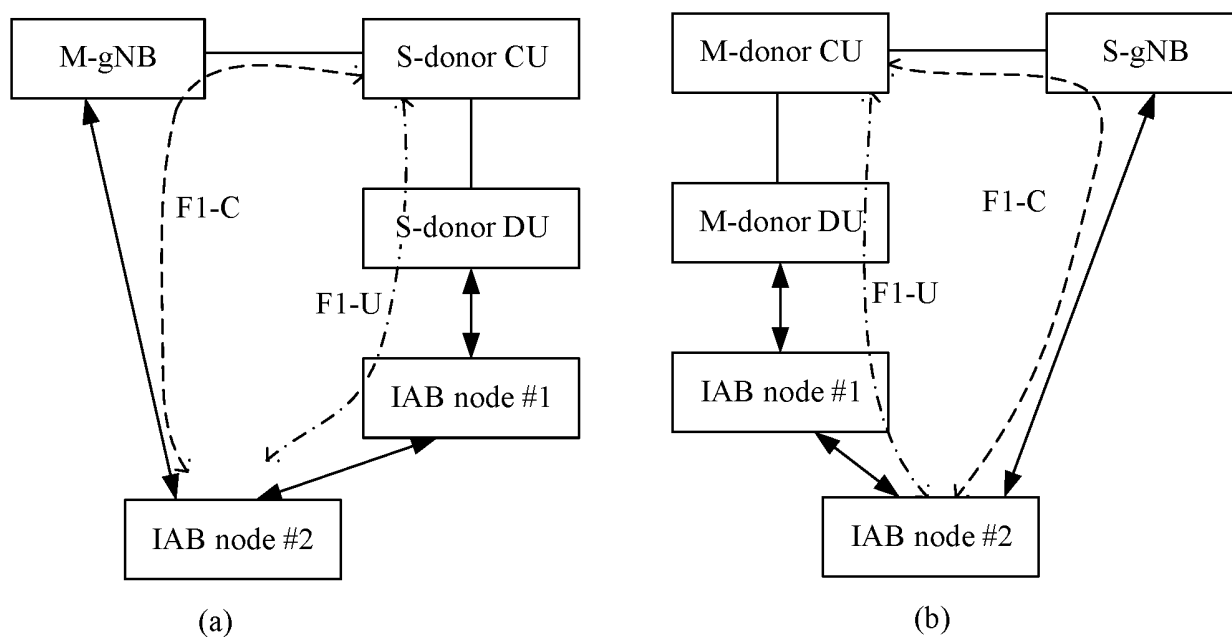 M-gNB
S-donor CU
F1-C
S-donor DU
F1-U
IAB node #1
IAB node #2
(a)
M-donor CU
S-gNB
F1-C
M-donor DU
F1-U
IAB node #1
IAB node #2
(b)